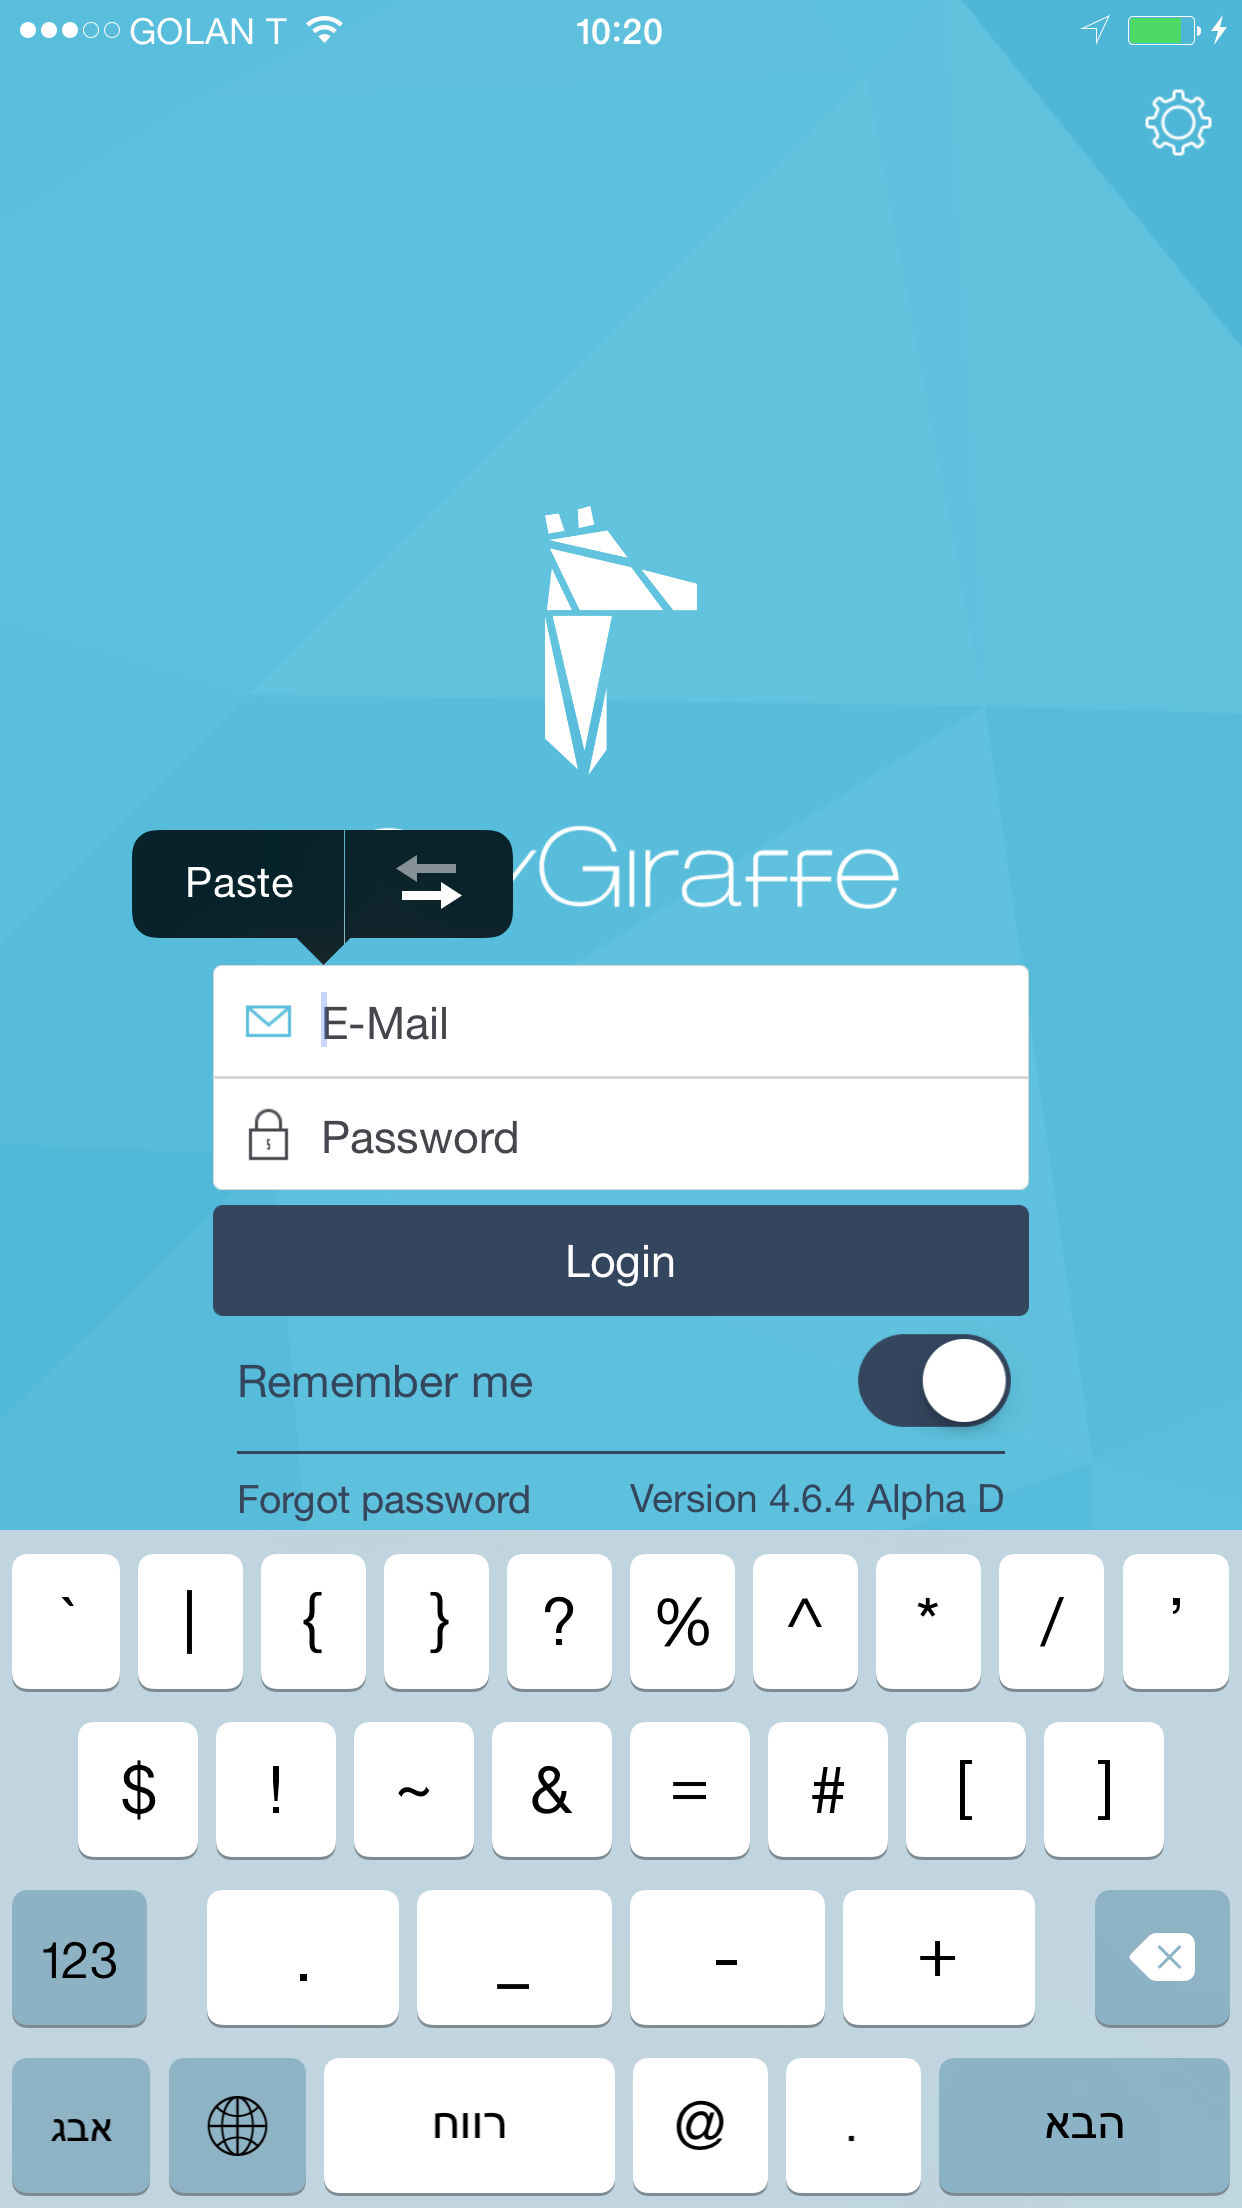 GOLAN T 10:20
Paste
Giraffe
E-Mail
Password
Login
Remember me
Forgot password Version 4.6.4 Alpha D
` | { } ? % ^ * / ’
$ ! ~ & = # [ ]
123 . _ - +
אבג רווח @ . הבא